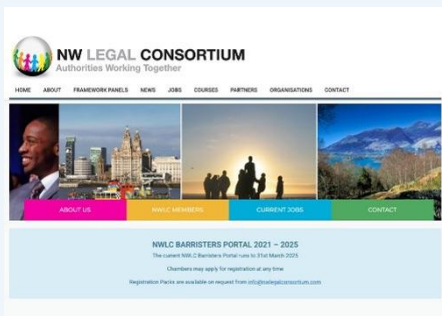 NW LEGAL CONSORTIUM
Authorities Working Together
HOME ABOUT FRAMEWORK PANELS NEWS JOBS COURSES PARTNERS ORGANISATIONS CONTACT
ABOUT US NWLC MEMBERS CURRENT JOBS CONTACT
NWLC BARRISTERS PORTAL 2021 – 2025
The current NWLC Barristers Portal runs to 31st March 2025
Chambers may apply for registration at any time
Registration Packs are available on request from info@nwlegalconsortium.com